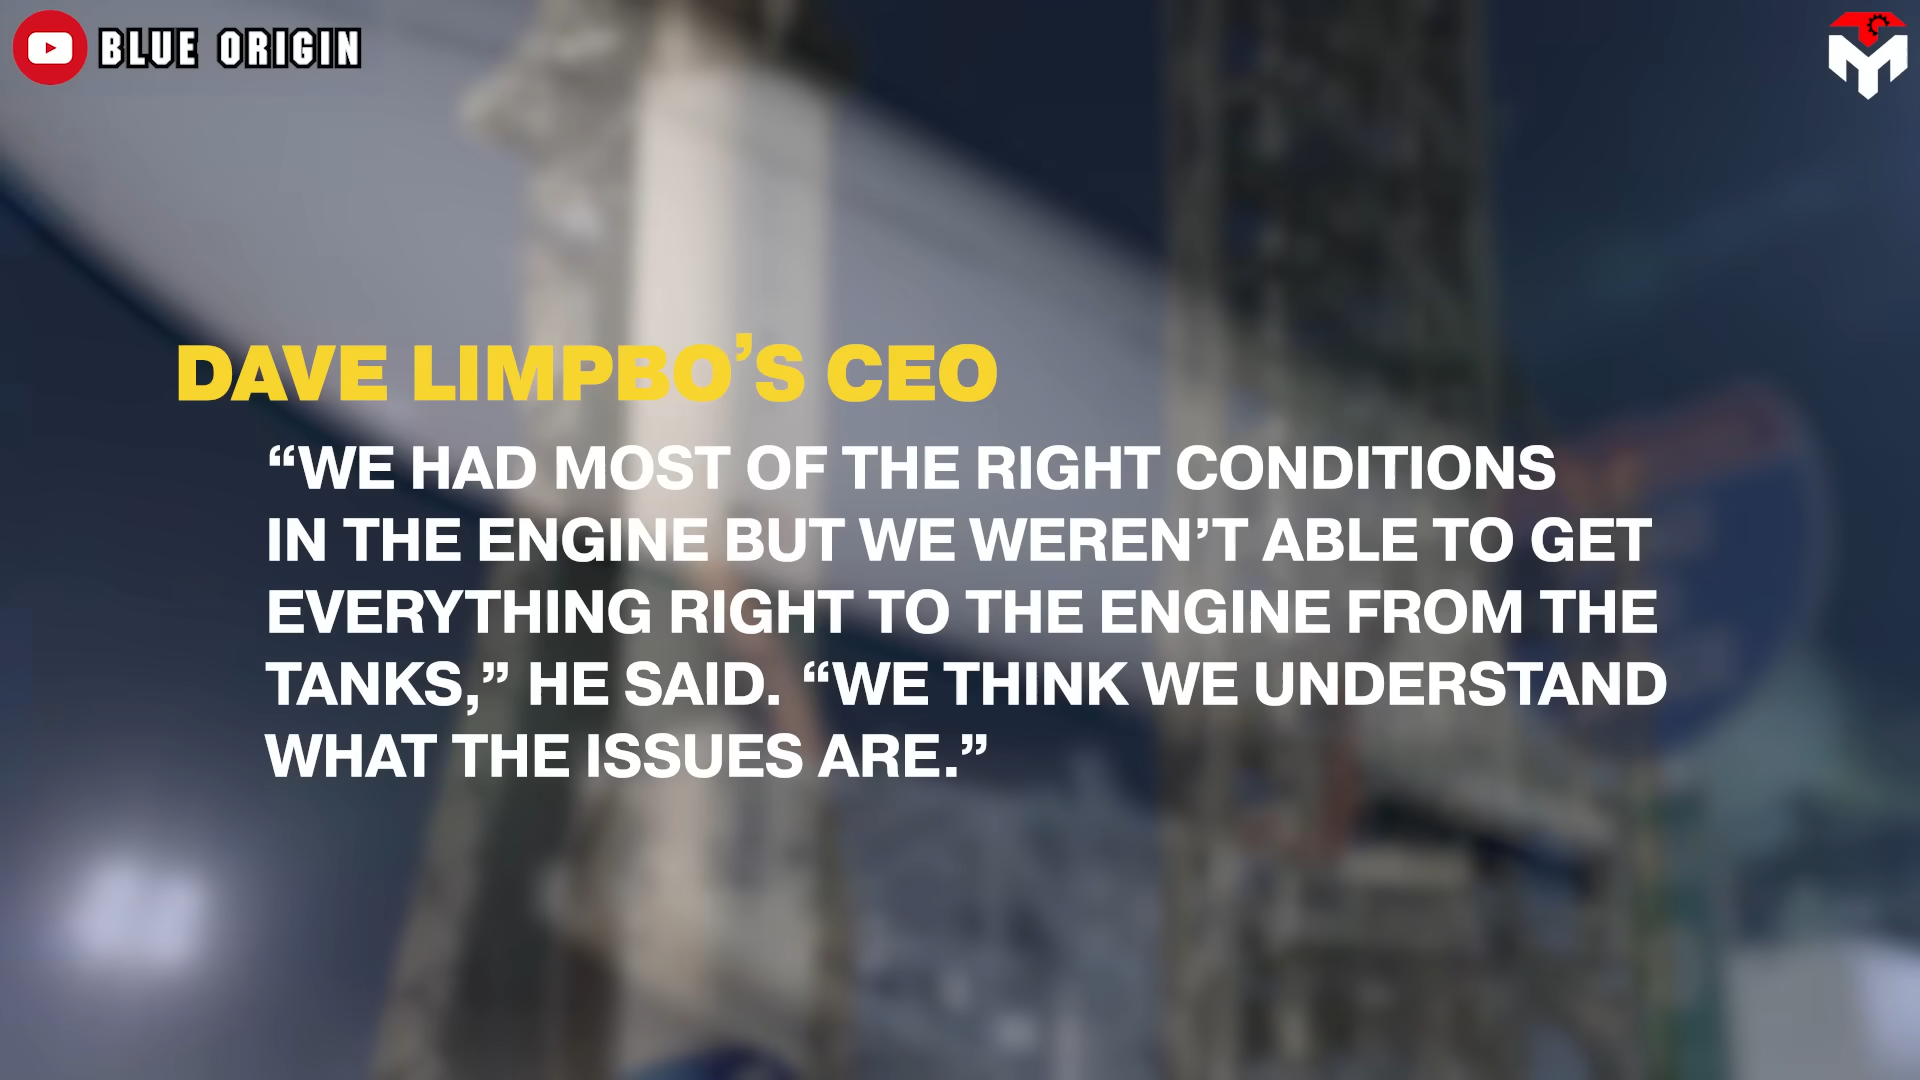 BLUE ORIGIN
DAVE LIMPBO’S CEO
“WE HAD MOST OF THE RIGHT CONDITIONS
IN THE ENGINE BUT WE WEREN’T ABLE TO GET
EVERYTHING RIGHT TO THE ENGINE FROM THE
TANKS,” HE SAID. “WE THINK WE UNDERSTAND
WHAT THE ISSUES ARE.”